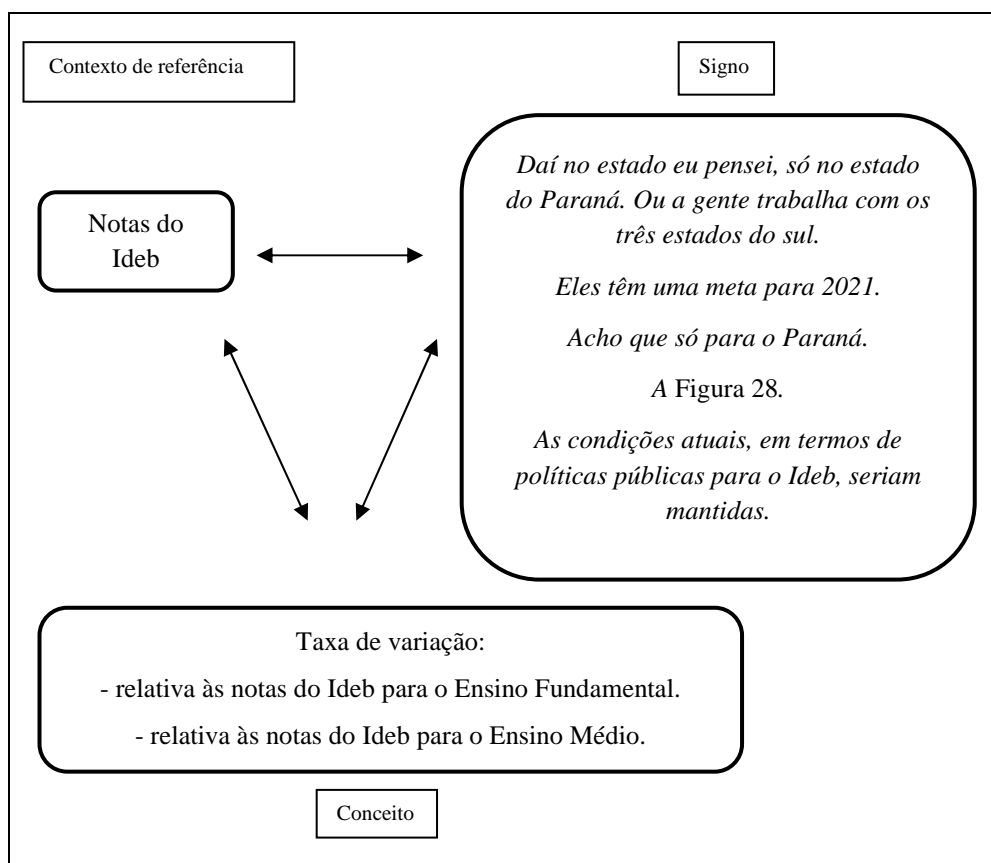 Contexto de referência
Signo
Notas do
Ideb
Daí no estado eu pensei, só no estado
do Paraná. Ou a gente trabalha com os
três estados do sul.
Eles têm uma meta para 2021.
Acho que só para o Paraná.
A Figura 28.
As condições atuais, em termos de
políticas públicas para o Ideb, seriam
mantidas.
Taxa de variação:
- relativa às notas do Ideb para o Ensino Fundamental.
- relativa às notas do Ideb para o Ensino Médio.
Conceito